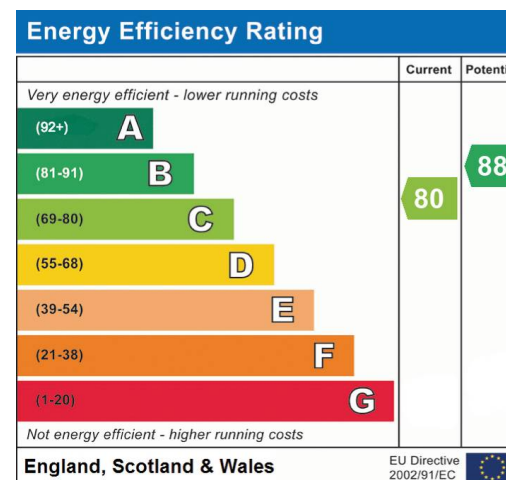 Energy Efficiency Rating
Current Potenti
Very energy efficient - lower running costs
(92+) A
(81-91) B
88
(69-80) C
80
(55-68) D
(39-54) E
(21-38) F
(1-20) G
Not energy efficient - higher running costs
England, Scotland & Wales
EU Directive
2002/91/EC